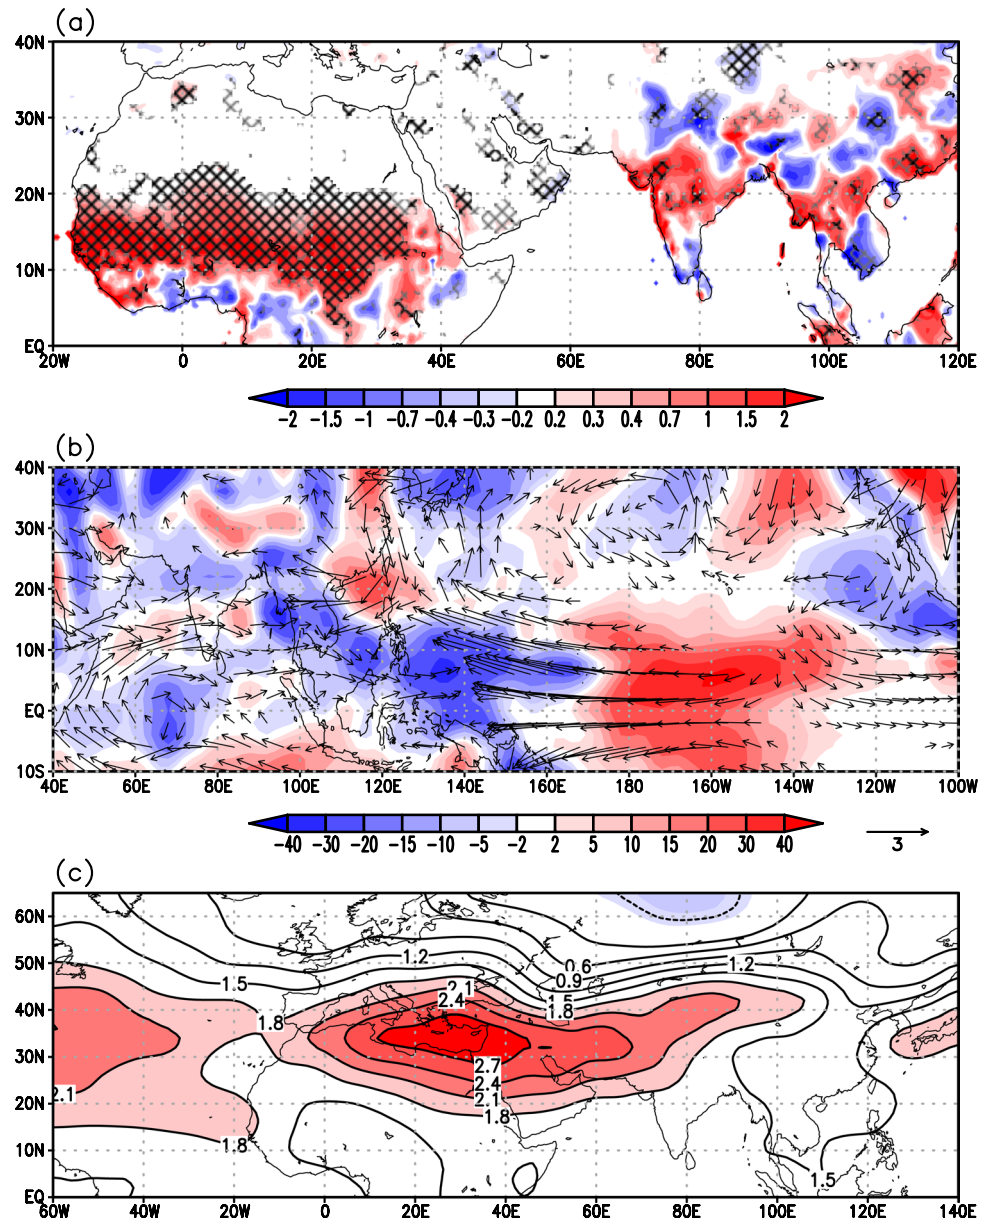 (a)
40N
30N
20N
10N
EQ
20W 0 20E 40E 60E 80E 100E 120E
-2 -1.5 -1 -0.7 -0.4 -0.3 -0.2 0.2 0.3 0.4 0.7 1 1.5 2
(b)
40N
30N
20N
10N
EQ
10S
40E 60E 80E 100E 120E 140E 160E 180 160W 140W 120W 100W
-40 -30 -20 -15 -10 -5 -2 2 5 10 15 20 30 40
3
(c)
60N
50N
40N
30N
20N
10N
EQ
0.6
1.2 1.2
1.5 0.9
2.1 1.5
2.4 1.8
1.8
2.7
2.4
2.1 2.1
1.8
1.8
1.5
60W 40W 20W 0 20E 40E 60E 80E 100E 120E 140E